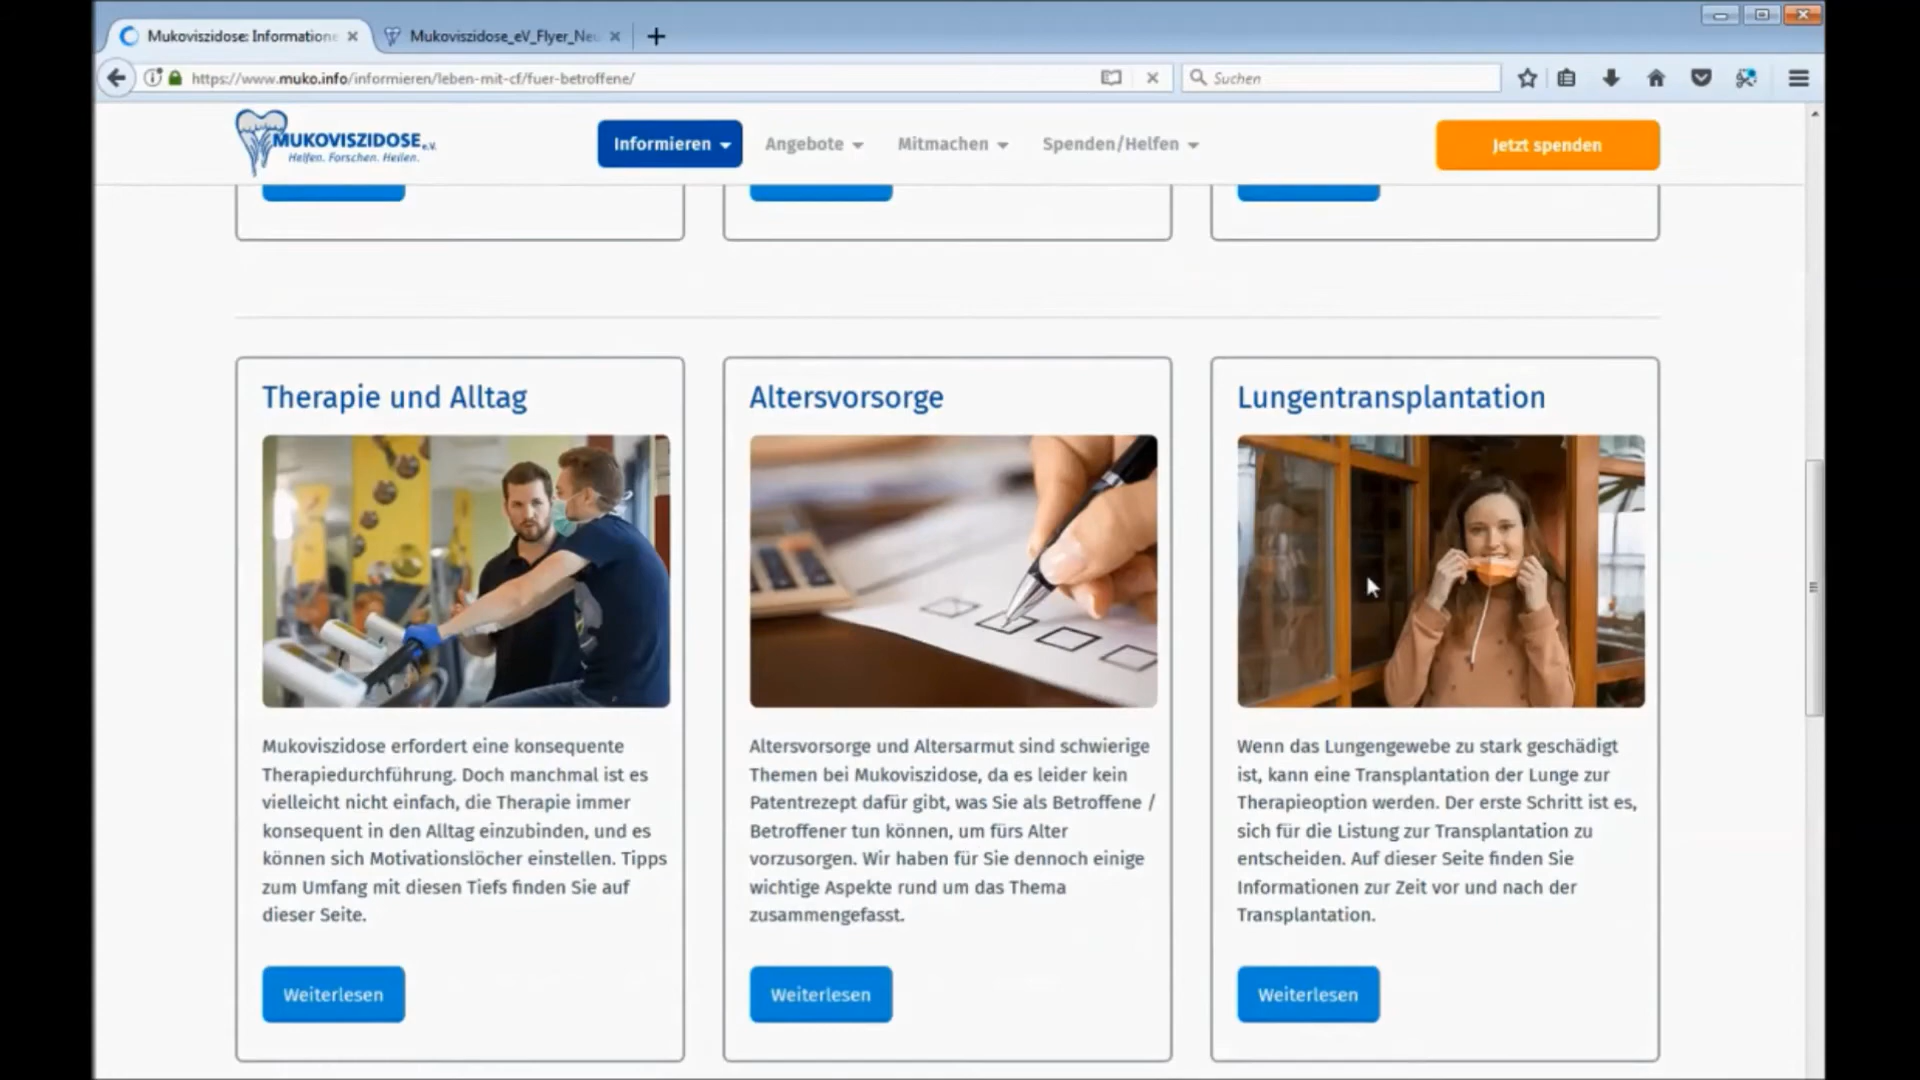 Mukoviszidose: Informatione
Mukoviszidose_eV_Flyer_Neu
https://www.muko.info/informieren/leben-mit-cf/fuer-betroffene/
Suchen
MUKOVISZIDOSE e.V.
Helfen. Forschen. Heilen.
Informieren
Angebote
Mitmachen
Spenden/Helfen
Jetzt spenden
Therapie und Alltag
Mukoviszidose erfordert eine konsequente
Therapiedurchführung. Doch manchmal ist es
vielleicht nicht einfach, die Therapie immer
konsequent in den Alltag einzubinden, und es
können sich Motivationslöcher einstellen. Tipps
zum Umfang mit diesen Tiefs finden Sie auf
dieser Seite.
Weiterlesen
Altersvorsorge
Altersvorsorge und Altersarmut sind schwierige
Themen bei Mukoviszidose, da es leider kein
Patentrezept dafür gibt, was Sie als Betroffene /
Betroffener tun können, um fürs Alter
vorzusorgen. Wir haben für Sie dennoch einige
wichtige Aspekte rund um das Thema
zusammengefasst.
Weiterlesen
Lungentransplantation
Wenn das Lungengewebe zu stark geschädigt
ist, kann eine Transplantation der Lunge zur
Therapieoption werden. Der erste Schritt ist es,
sich für die Listung zur Transplantation zu
entscheiden. Auf dieser Seite finden Sie
Informationen zur Zeit vor und nach der
Transplantation.
Weiterlesen